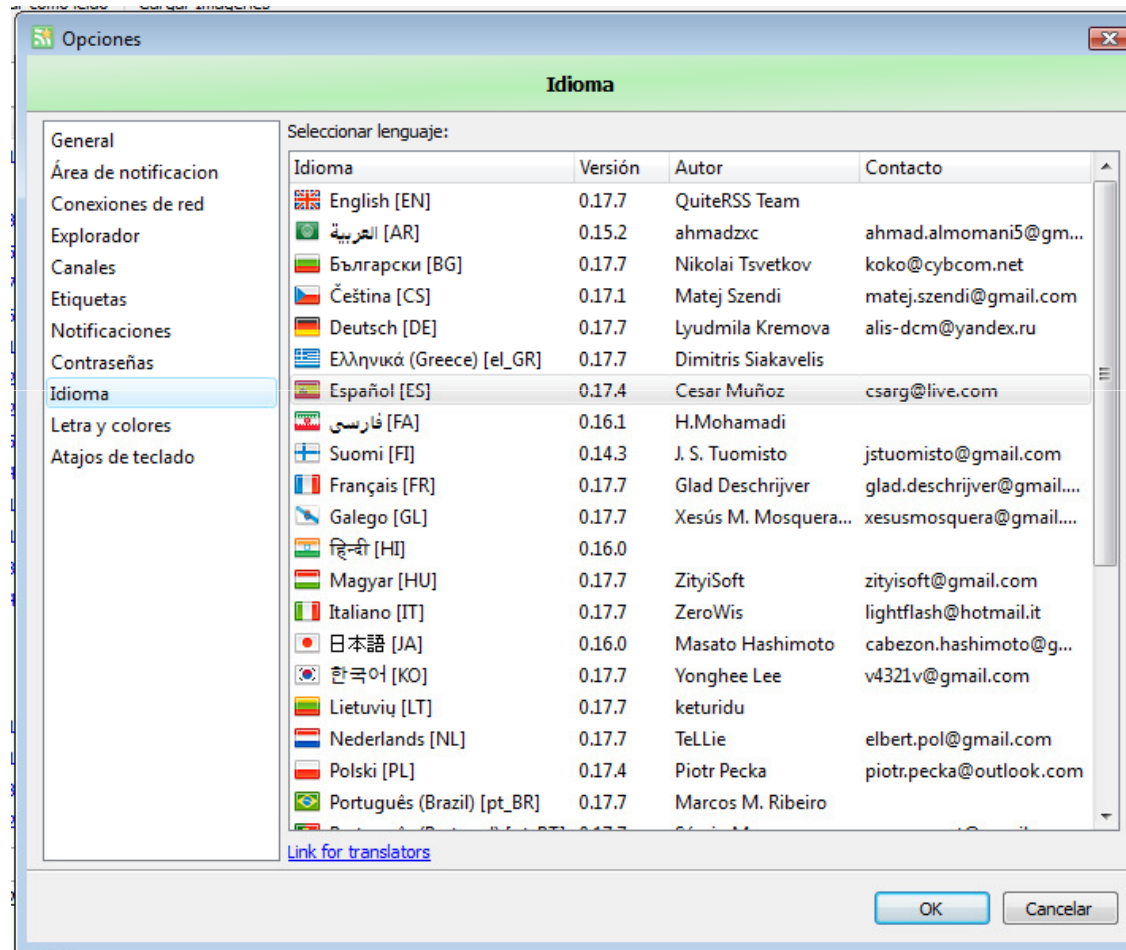 Opciones
Idioma
General
Área de notificacion
Conexiones de red
Explorador
Canales
Etiquetas
Notificaciones
Contraseñas
Idioma
Letra y colores
Atajos de teclado
Seleccionar lenguaje:
Idioma Versión Autor Contacto
English [EN] 0.17.7 QuiteRSS Team
العربية [AR] 0.15.2 ahmadzxc ahmad.almomani5@gm...
Български [BG] 0.17.7 Nikolai Tsvetkov koko@cybcom.net
Čeština [CS] 0.17.1 Matej Szendi matej.szendi@gmail.com
Deutsch [DE] 0.17.7 Lyudmila Kremova alis-dcm@yandex.ru
Ελληνικά (Greece) [el_GR] 0.17.7 Dimitris Siakavelis
Español [ES] 0.17.4 Cesar Muñoz csarg@live.com
فارسی [FA] 0.16.1 H.Mohamadi
Suomi [FI] 0.14.3 J. S. Tuomisto jstuomisto@gmail.com
Français [FR] 0.17.7 Glad Deschrijver glad.deschrijver@gmail....
Galego [GL] 0.17.7 Xesús M. Mosquera... xesusmosquera@gmail....
हिन्दी [HI] 0.16.0
Magyar [HU] 0.17.7 ZityiSoft zityisoft@gmail.com
Italiano [IT] 0.17.7 ZeroWis lightflash@hotmail.it
日本語 [JA] 0.16.0 Masato Hashimoto cabezon.hashimoto@g...
한국어 [KO] 0.17.7 Yonghee Lee v4321v@gmail.com
Lietuvių [LT] 0.17.7 keturidu
Nederlands [NL] 0.17.7 TeLLie elbert.pol@gmail.com
Polski [PL] 0.17.4 Piotr Pecka piotr.pecka@outlook.com
Português (Brazil) [pt_BR] 0.17.7 Marcos M. Ribeiro
Link for translators
OK Cancelar